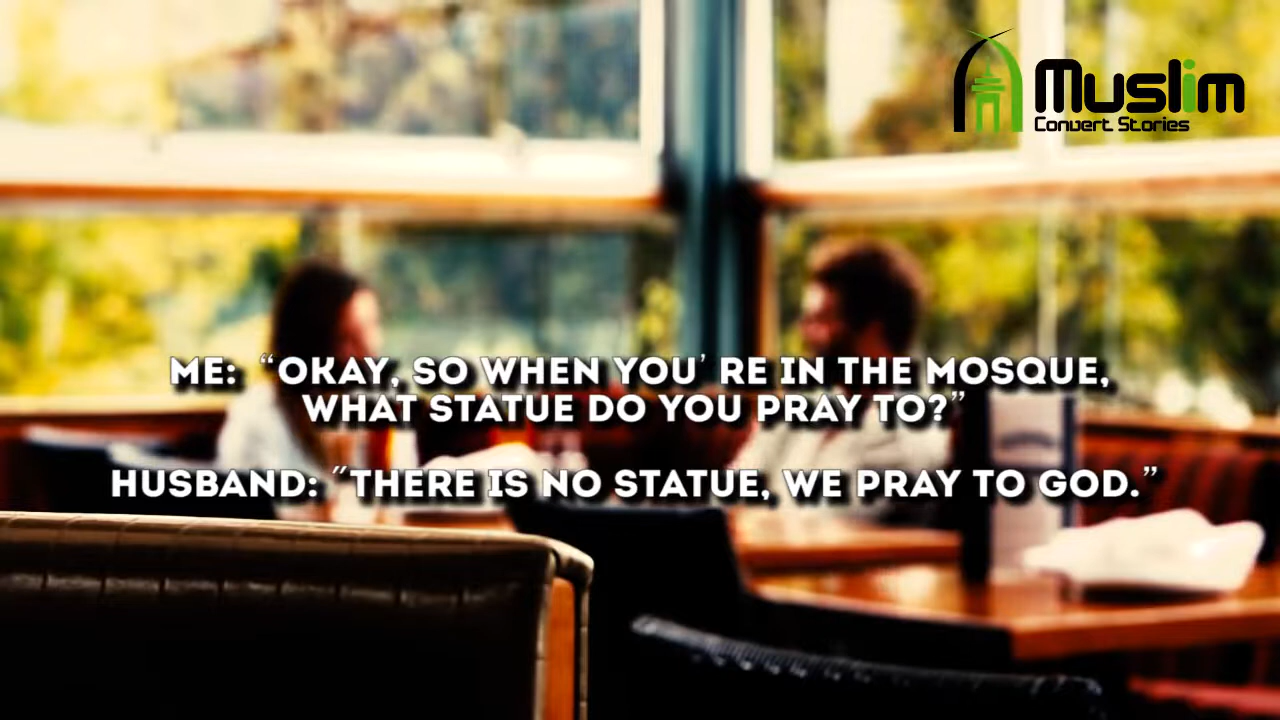 Muslim
Convert Stories
ME: “OKAY, SO WHEN YOU’ RE IN THE MOSQUE,
WHAT STATUE DO YOU PRAY TO?”
HUSBAND: “THERE IS NO STATUE, WE PRAY TO GOD.”